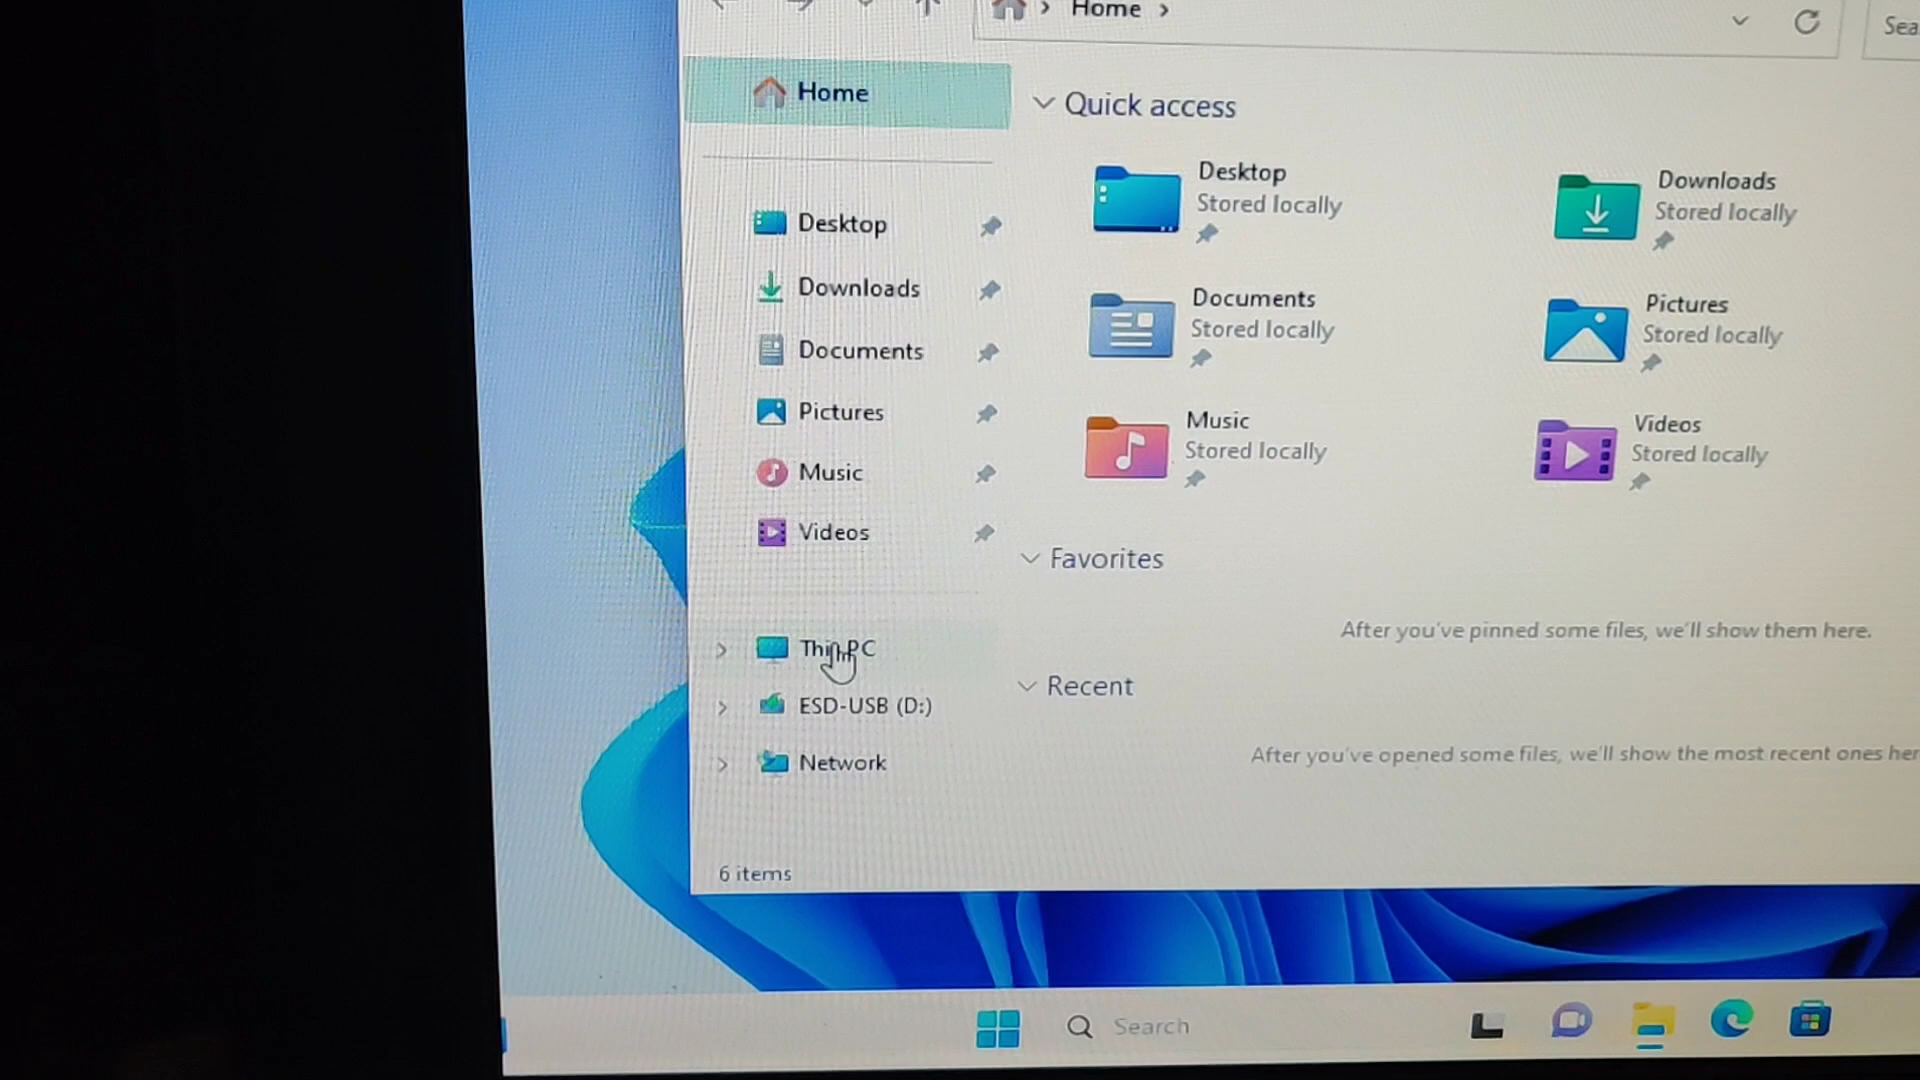 Home
Sea
Home
Quick access
Desktop
Stored locally
Downloads
Stored locally
Desktop
Downloads
Documents
Stored locally
Pictures
Stored locally
Documents
Pictures
Music
Stored locally
Videos
Stored locally
Music
Videos
Favorites
After you've pinned some files, we'll show them here.
This PC
ESD-USB (D:)
Recent
Network
After you've opened some files, we'll show the most recent ones her
6 items
Search